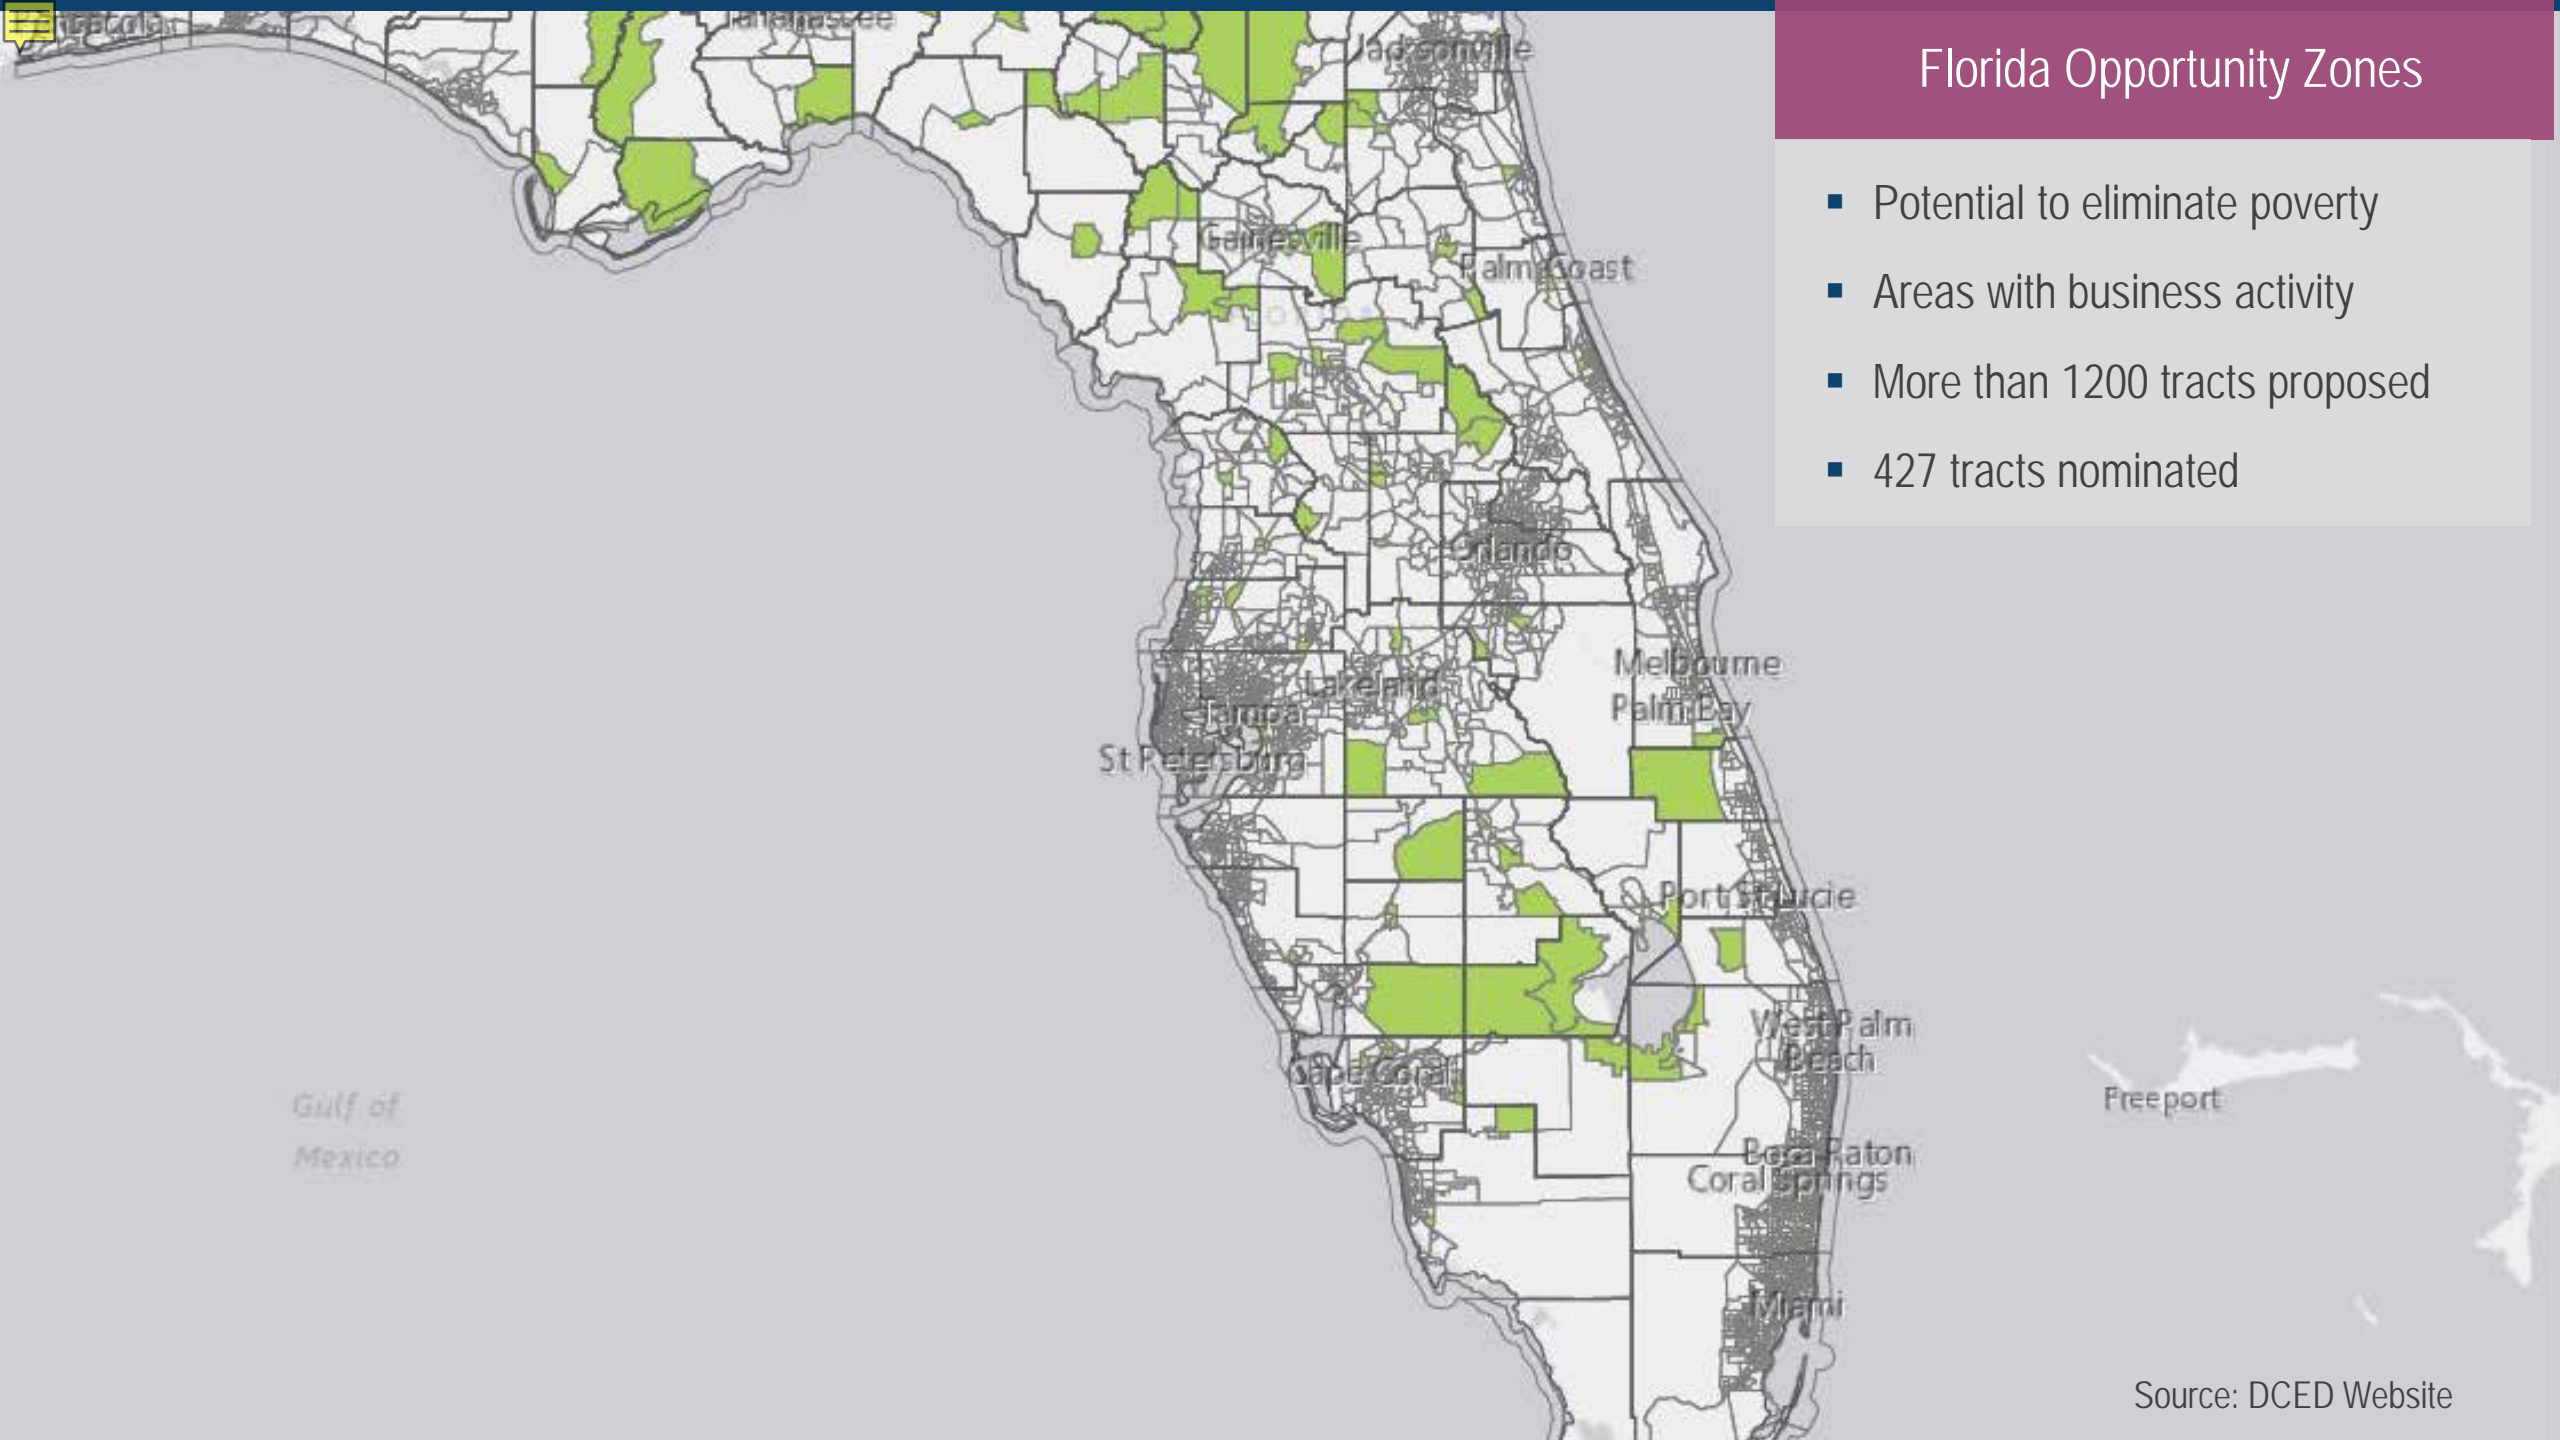 Florida Opportunity Zones
Potential to eliminate poverty
Areas with business activity
More than 1200 tracts proposed
427 tracts nominated
Pensacola
Tallahassee
Jacksonville
Gainesville
Palm Coast
FLORIDA
Orlando
Melbourne
Palm Bay
Lakeland
Tampa
St Petersburg
Port St Lucie
West Palm
Beach
Cape Coral
Freeport
Gulf of
Mexico
Boca Raton
Coral Springs
Miami
Source: DCED Website